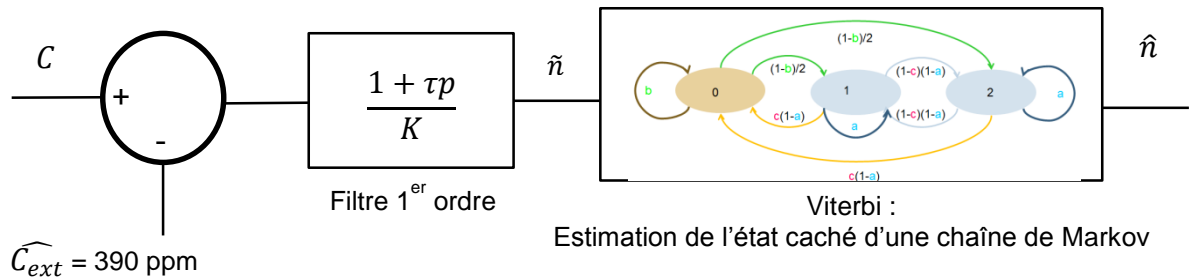 C
+
-
1 + τp
K
Filtre 1er ordre
ñ
(1-b)/2
(1-b)/2
(1-c)(1-a)
b
0
1
2
a
c(1-a)
a
(1-c)(1-a)
c(1-a)
n̂
Viterbi :
Estimation de l'état caché d'une chaîne de Markov
Ĉext = 390 ppm